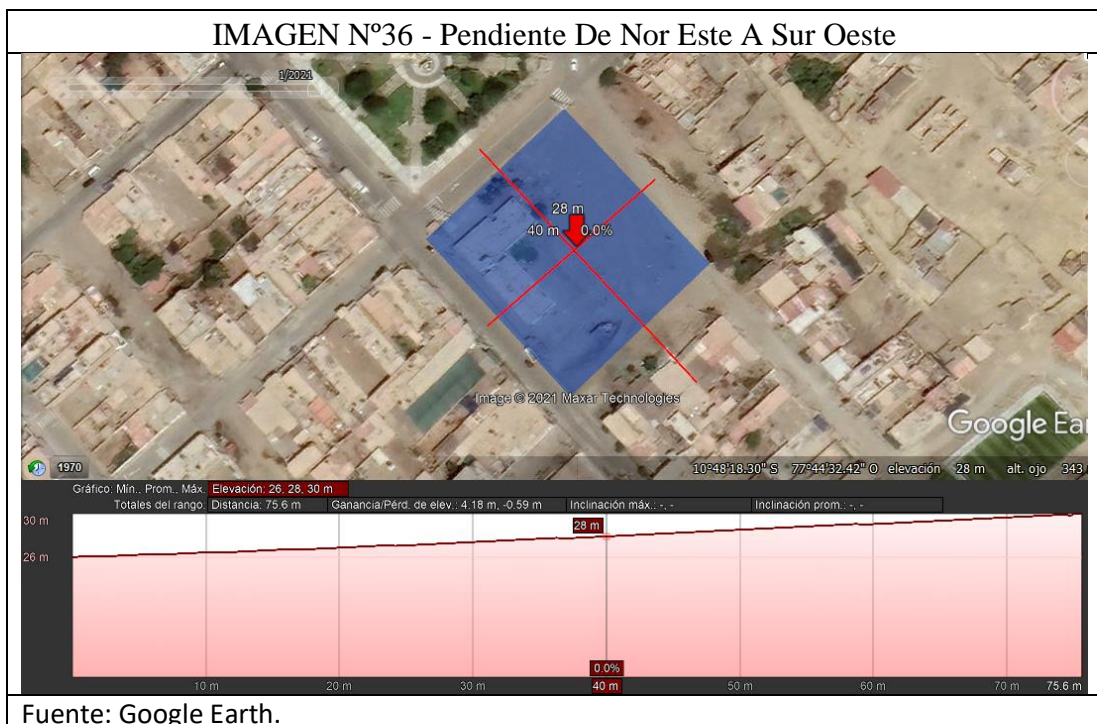 IMAGEN Nº36 - Pendiente De Nor Este A Sur Oeste
1/2021
28 m
40 m 0.0%
Image © 2021 Maxar Technologies
Google Ea
1970
10°48'18.30" S 77°44'32.42" O elevación 28 m alt. ojo 343
Gráfico: Mín., Prom., Máx. Elevación: 26, 28, 30 m
Totales del rango: Distancia: 75.6 m Ganancia/Pérd. de elev.: 4.18 m, -0.59 m Inclinación máx.: -, - Inclinación prom.: -, -
30 m
28 m
26 m
0.0%
10 m 20 m 30 m 40 m 50 m 60 m 70 m 75.6 m
Fuente: Google Earth.